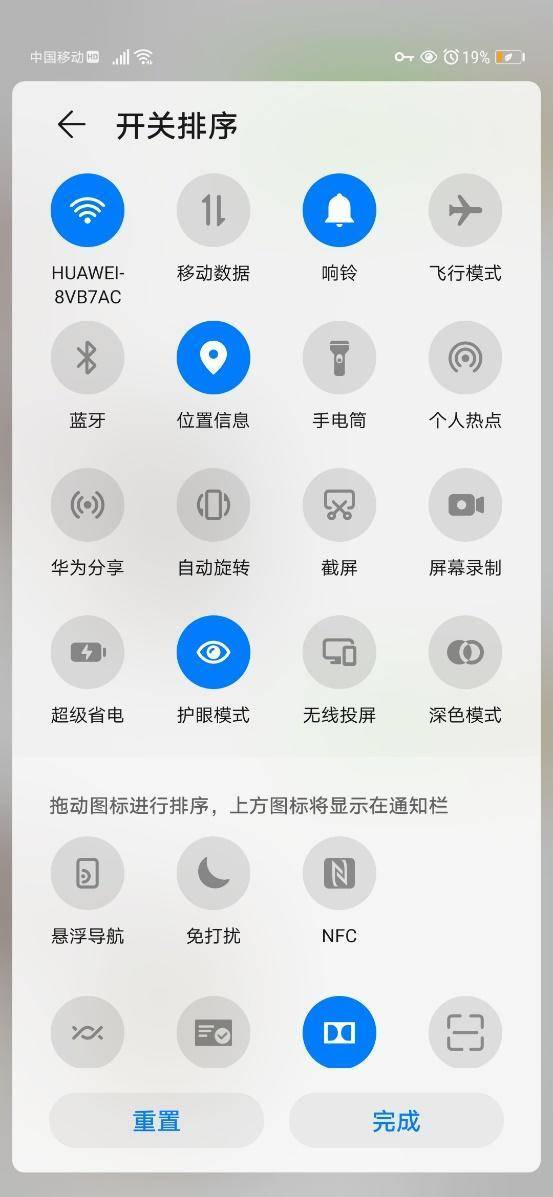 中国移动 HD
19%
开关排序
HUAWEI-
8VB7AC
移动数据
响铃
飞行模式
蓝牙
位置信息
手电筒
个人热点
华为分享
自动旋转
截屏
屏幕录制
超级省电
护眼模式
无线投屏
深色模式
拖动图标进行排序，上方图标将显示在通知栏
悬浮导航
免打扰
NFC
重置
完成